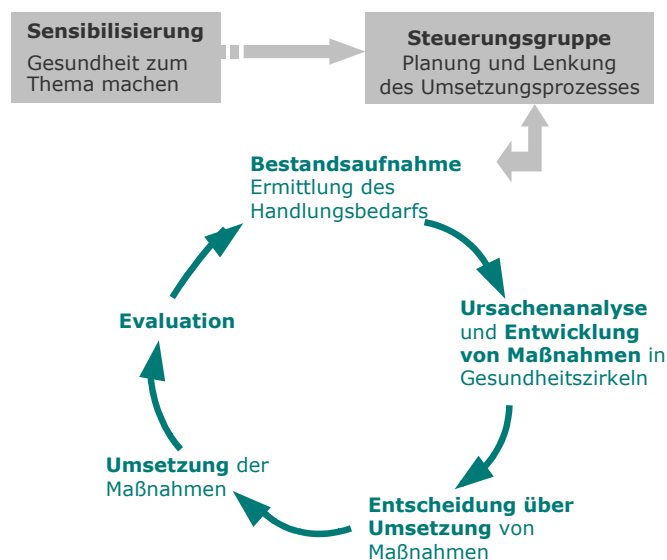 Sensibilisierung
Gesundheit zum
Thema machen
Steuerungsgruppe
Planung und Lenkung
des Umsetzungsprozesses
Bestandsaufnahme
Ermittlung des
Handlungsbedarfs
Ursachenanalyse
und Entwicklung
von Maßnahmen in
Gesundheitszirkeln
Entscheidung über
Umsetzung von
Maßnahmen
Umsetzung der
Maßnahmen
Evaluation